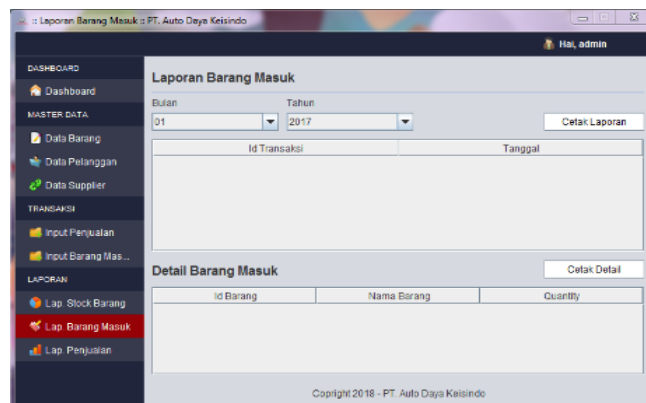 :: Laporan Barang Masuk :: PT. Auto Daya Keisindo
Hai, admin
DASHBOARD
Dashboard
MASTER DATA
Data Barang
Data Pelanggan
Data Supplier
TRANSAKSI
Input Penjualan
Input Barang Mas...
LAPORAN
Lap. Stock Barang
Lap. Barang Masuk
Lap. Penjualan
Laporan Barang Masuk
Bulan Tahun
01 2017 Cetak Laporan
Id Transaksi Tanggal
Detail Barang Masuk Cetak Detail
Id Barang Nama Barang Quantity
Copright 2018 - PT. Auto Daya Keisindo